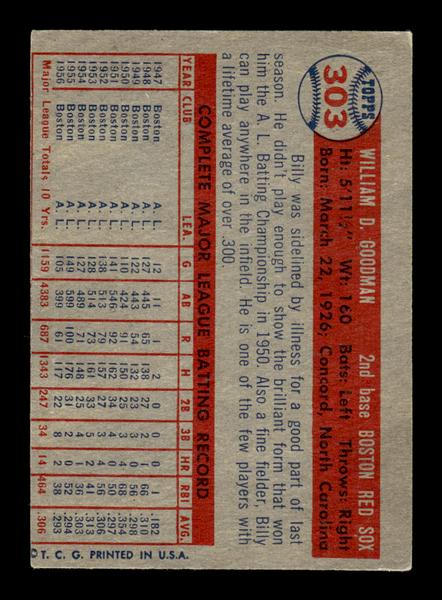 TOPPS
303
WILLIAM D. GOODMAN 2nd base BOSTON RED SOX
Ht: 5'11½" Wt: 160 Bats: Left Throws: Right
Born: March 22, 1926; Concord, North Carolina
Billy was sidelined by illness for a good part of last
season. He didn't play enough to show the brilliant form that won
him the A. L. Batting Championship in 1950. Also a fine fielder, Billy
can play anywhere in the infield. He is one of the few players with
a lifetime average of over .300.
COMPLETE MAJOR LEAGUE BATTING RECORD
YEAR CLUB LEA. G AB R H 2B 3B HR RBI AVG.
1947 Boston A. L. 12 11 1 2 0 0 0 1 .182
1948 Boston A. L. 127 445 65 138 27 2 1 66 .310
1949 Boston A. L. 122 443 54 132 23 3 0 56 .298
1950 Boston A. L. 110 424 91 150 25 3 4 68 .354
1951 Boston A. L. 141 546 92 162 34 4 0 50 .297
1952 Boston A. L. 138 513 79 157 27 3 4 56 .306
1953 Boston A. L. 128 514 73 161 33 5 2 41 .313
1954 Boston A. L. 127 489 71 148 25 4 1 36 .303
1955 Boston A. L. 149 599 100 176 31 2 0 52 .294
1956 Boston A. L. 105 399 61 117 22 8 2 38 .293
Major League Totals, 10 Yrs. 1159 4383 687 1343 247 34 14 464 .306
© T. C. G. PRINTED IN U.S.A.